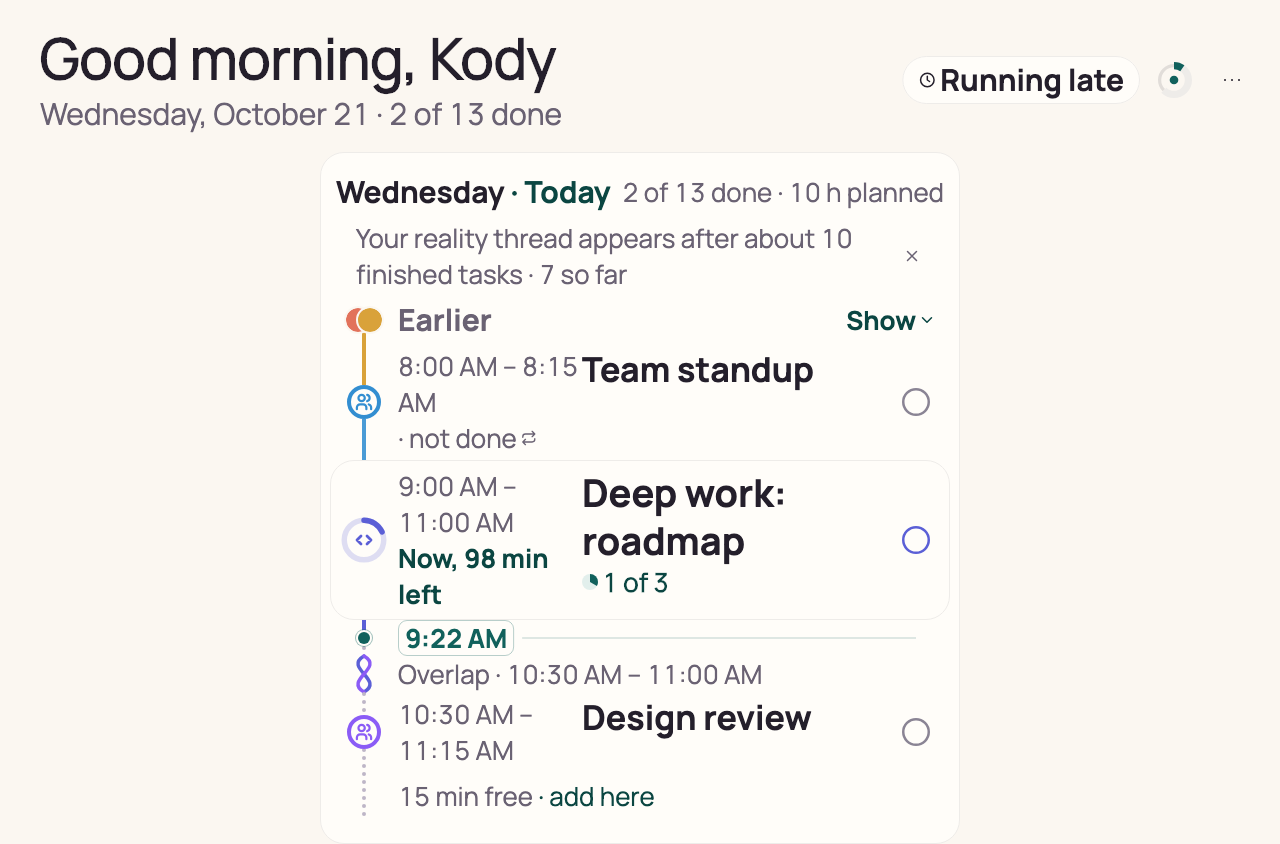 Good morning, Kody
Wednesday, October 21 · 2 of 13 done
Running late
...
Wednesday · Today 2 of 13 done · 10 h planned
Your reality thread appears after about 10
finished tasks · 7 so far
Earlier
Show
8:00 AM – 8:15
AM
· not done
Team standup
9:00 AM –
11:00 AM
Now, 98 min
left
Deep work:
roadmap
1 of 3
9:22 AM
Overlap · 10:30 AM – 11:00 AM
10:30 AM –
11:15 AM
Design review
15 min free · add here